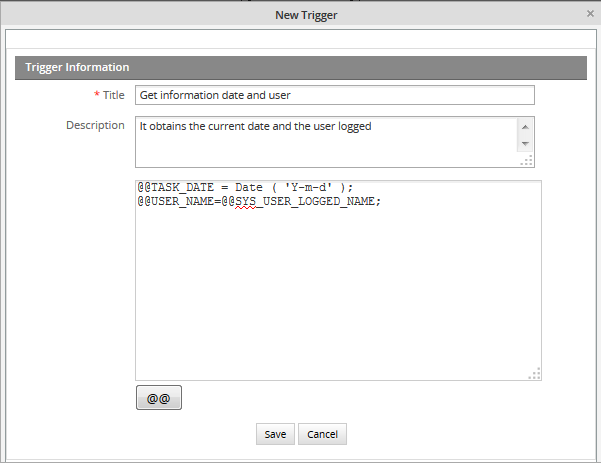 New Trigger
Trigger Information
* Title
Get information date and user
Description
It obtains the current date and the user logged
@@TASK_DATE = Date ( 'Y-m-d' );
@@USER_NAME=@@SYS_USER_LOGGED_NAME;
@@
Save Cancel